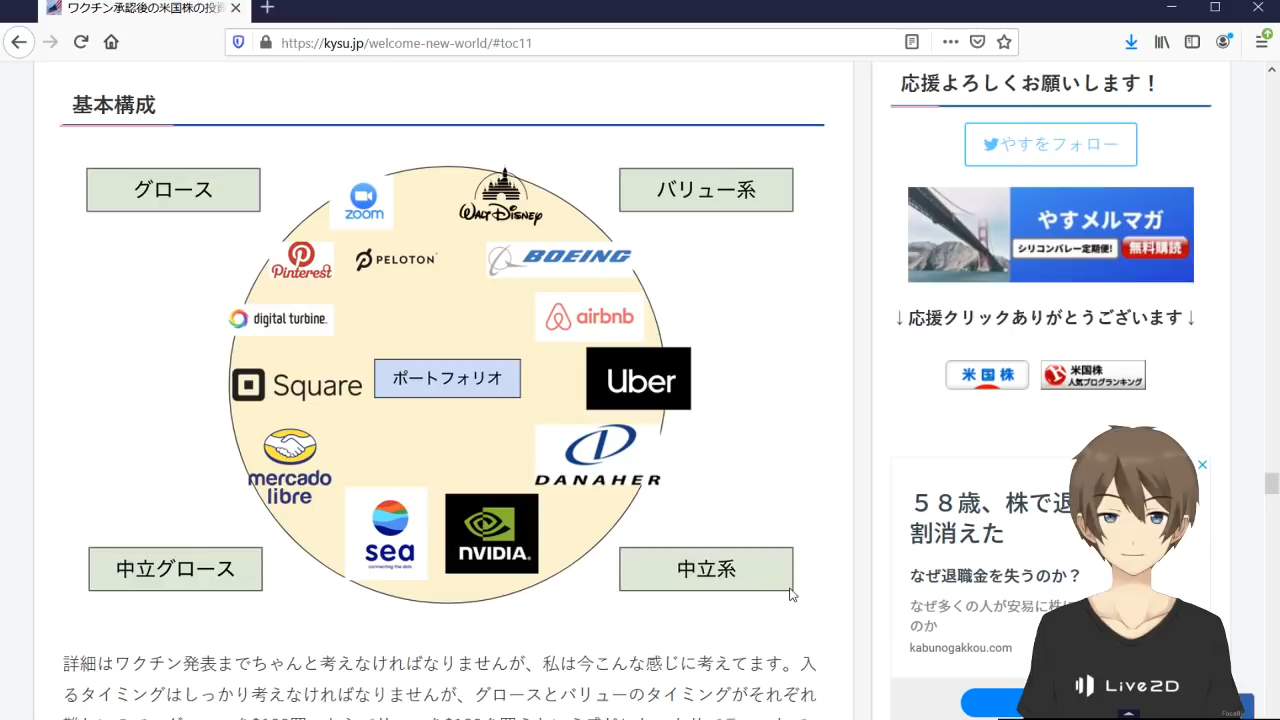 ワクチン承認後の米国株の投資
https://kysu.jp/welcome-new-world/#toc11
基本構成
グロース
バリュー系
zoom
WALT DISNEY
Pinterest
PELOTON
BOEING
digital turbine.
airbnb
Square
ポートフォリオ
Uber
mercado
libre
DANAHER
sea
connecting the dots
NVIDIA.
中立グロース
中立系
詳細はワクチン発表までちゃんと考えなければなりませんが、私は今こんな感じに考えてます。入
るタイミングはしっかり考えなければなりませんが、グロースとバリューのタイミングがそれぞれ
応援よろしくお願いします！
やすをフォロー
やすメルマガ
シリコンバレー定期便!
無料購読
↓応援クリックありがとうございます↓
米国株
米国株
人気ブログランキング
５８歳、株で退
割消えた
なぜ退職金を失うのか？
なぜ多くの人が安易に株
のか
kabunogakkou.com
Live2D